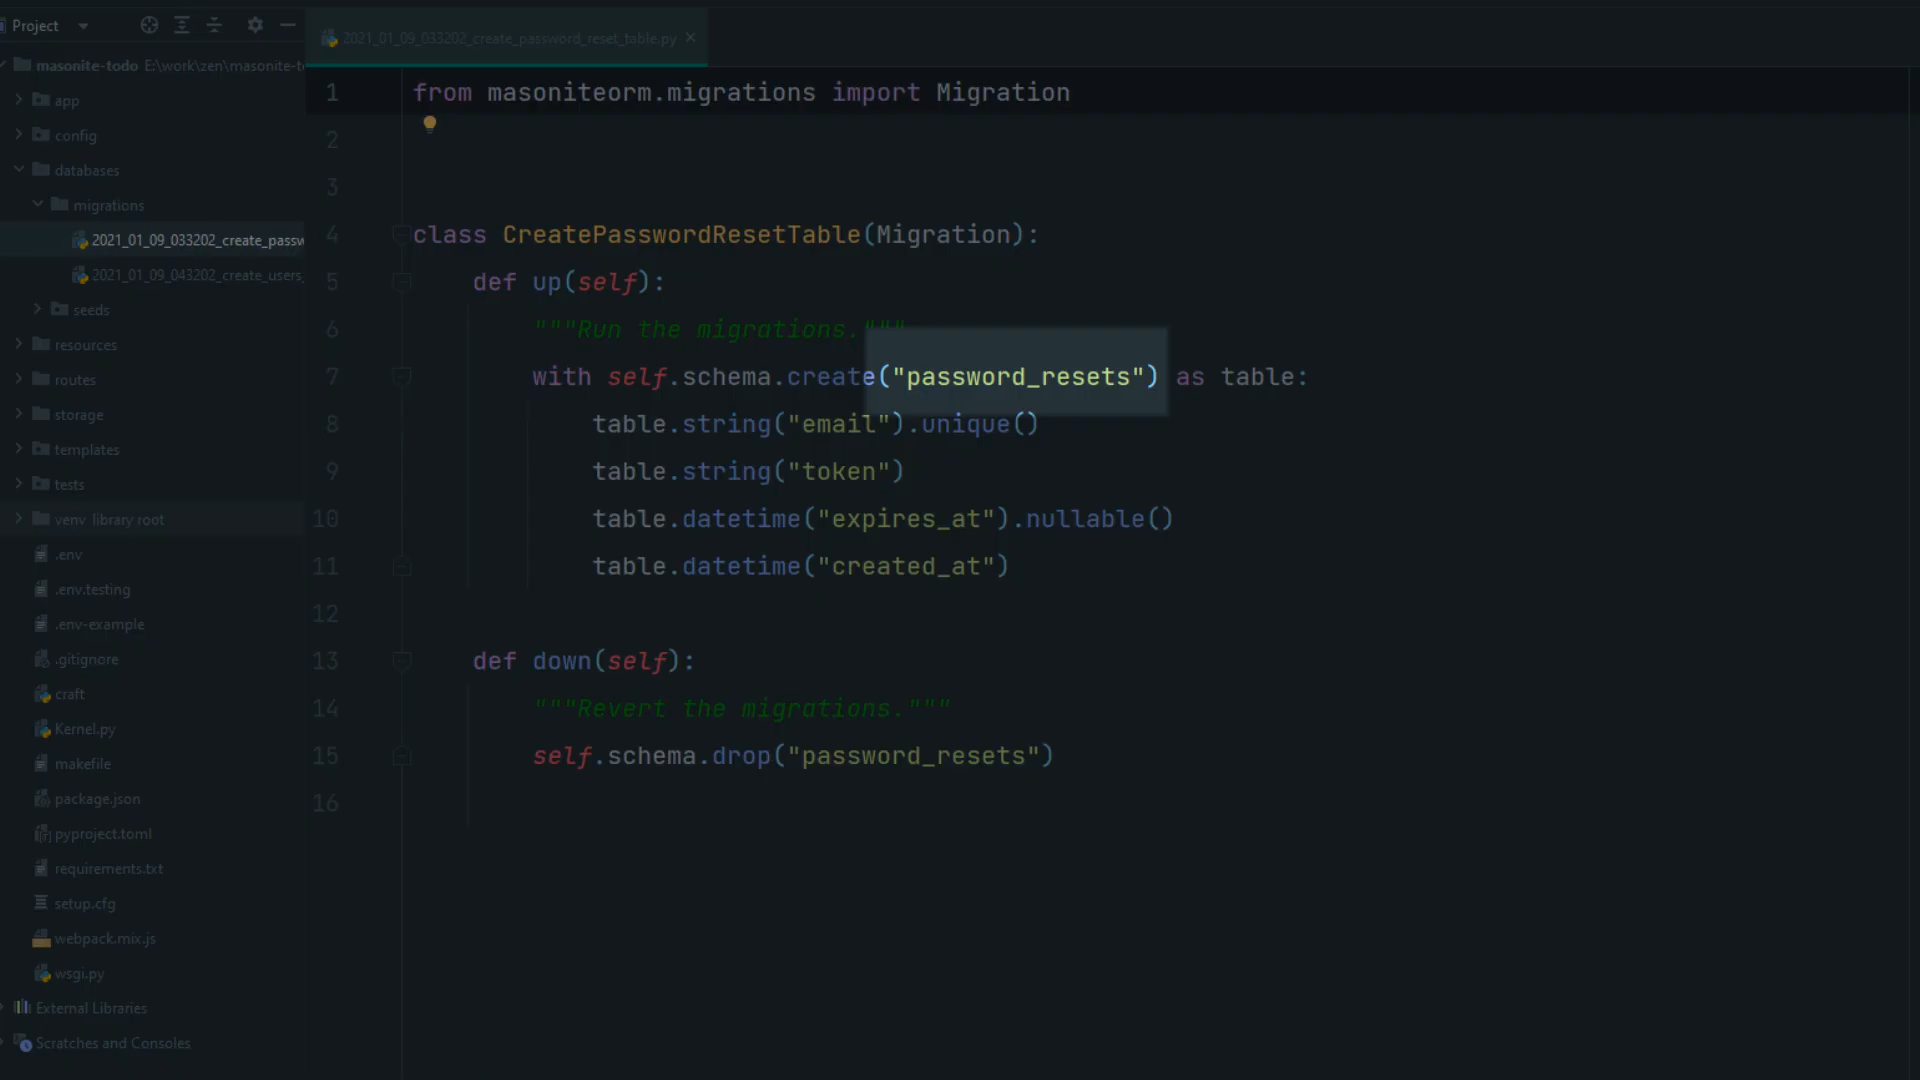 Project
masonite-todo E:\work\zen\masonite-t
app
config
databases
migrations
2021_01_09_033202_create_passw
2021_01_09_043202_create_users_
seeds
resources
routes
storage
templates
tests
venv library root
.env
.env.testing
.env-example
.gitignore
craft
Kernel.py
makefile
package.json
pyproject.toml
requirements.txt
setup.cfg
webpack.mix.js
wsgi.py
External Libraries
Scratches and Consoles
2021_01_09_033202_create_password_reset_table.py
1 from masoniteorm.migrations import Migration
2
3
4 class CreatePasswordResetTable(Migration):
5 def up(self):
6 """Run the migrations."""
7 with self.schema.create("password_resets") as table:
8 table.string("email").unique()
9 table.string("token")
10 table.datetime("expires_at").nullable()
11 table.datetime("created_at")
12
13 def down(self):
14 """Revert the migrations."""
15 self.schema.drop("password_resets")
16